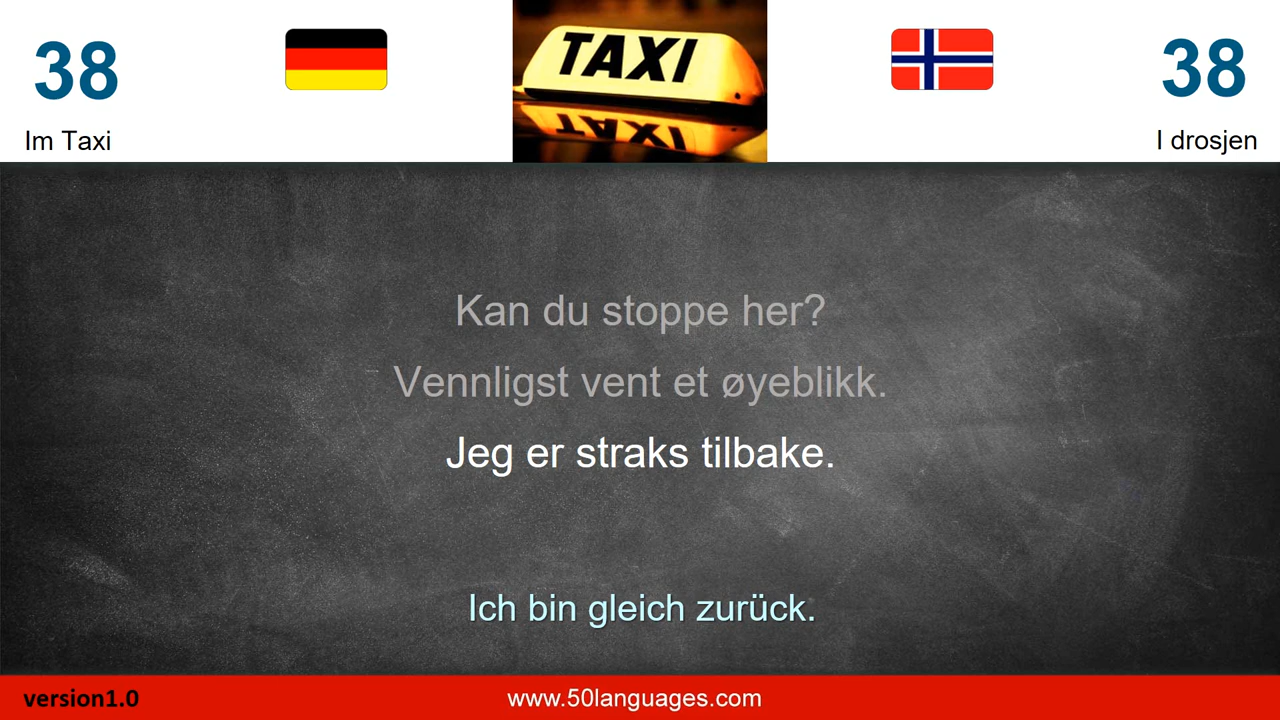 38
38
TAXI
Im Taxi
I drosjen
Kan du stoppe her?
Vennligst vent et øyeblikk.
Jeg er straks tilbake.
Ich bin gleich zurück.
version1.0
www.50languages.com